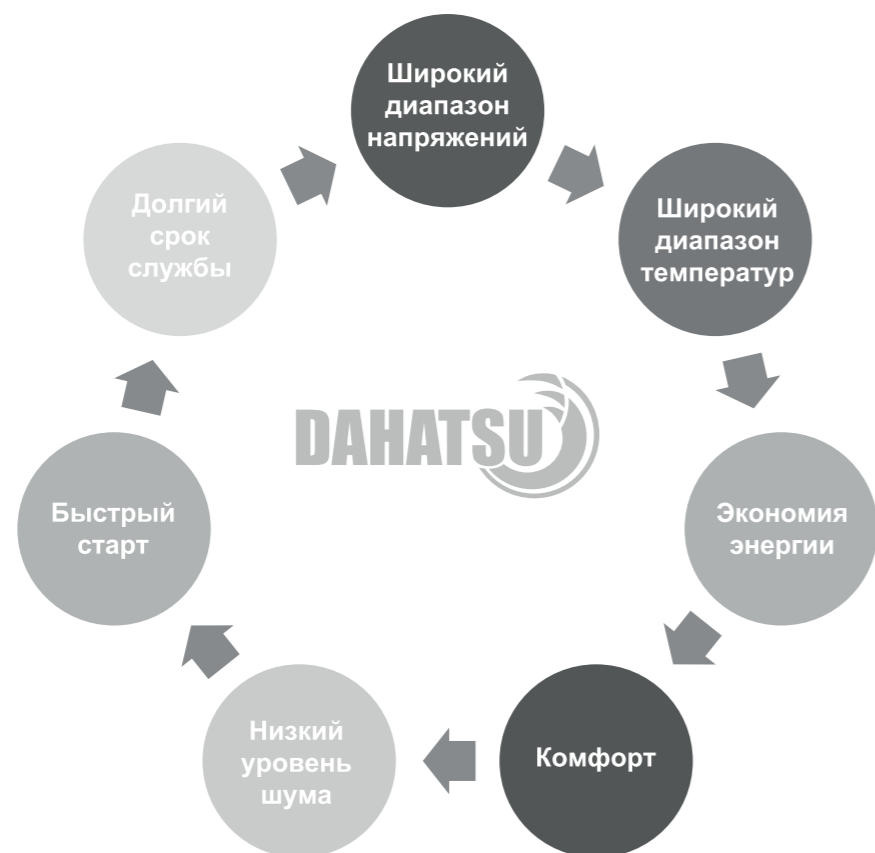 Широкий
диапазон
напряжений
Широкий
диапазон
температур
Экономия
энергии
Комфорт
Низкий
уровень
шума
Быстрый
старт
Долгий
срок
службы
DAHATSU